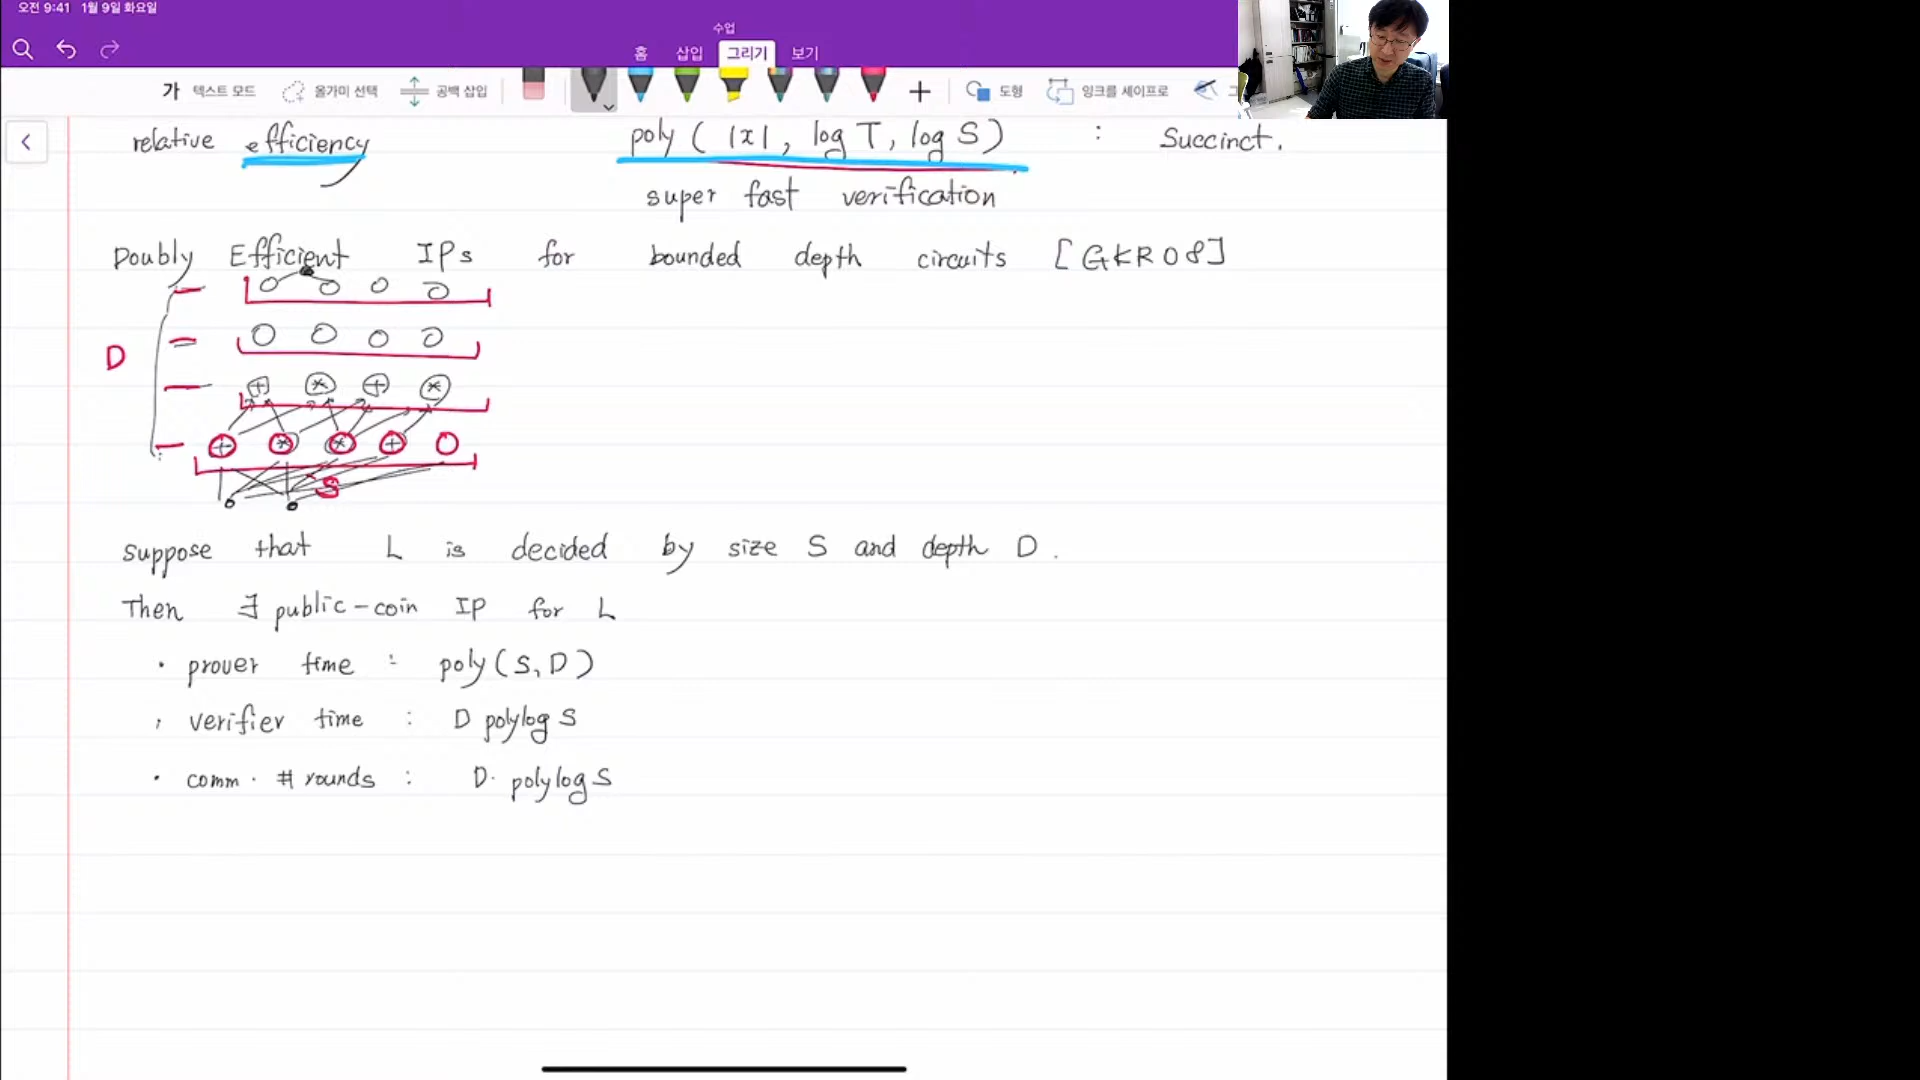 오전 9:41 1월 9일 화요일
수업
홈 삽입 그리기 보기
가 텍스트 모드 올가미 선택 공백 삽입 도형 잉크를 셰이프로
relative efficiency poly ( |x| , log T , log S ) : Succinct.
super fast verification
Doubly Efficient IPs for bounded depth circuits [GKR08]
D
+ * + *
+ * * +
S
suppose that L is decided by size S and depth D .
Then ∃ public-coin IP for L
· prover time : poly ( S, D )
· verifier time : D polylog S
· comm · # rounds : D· polylog S